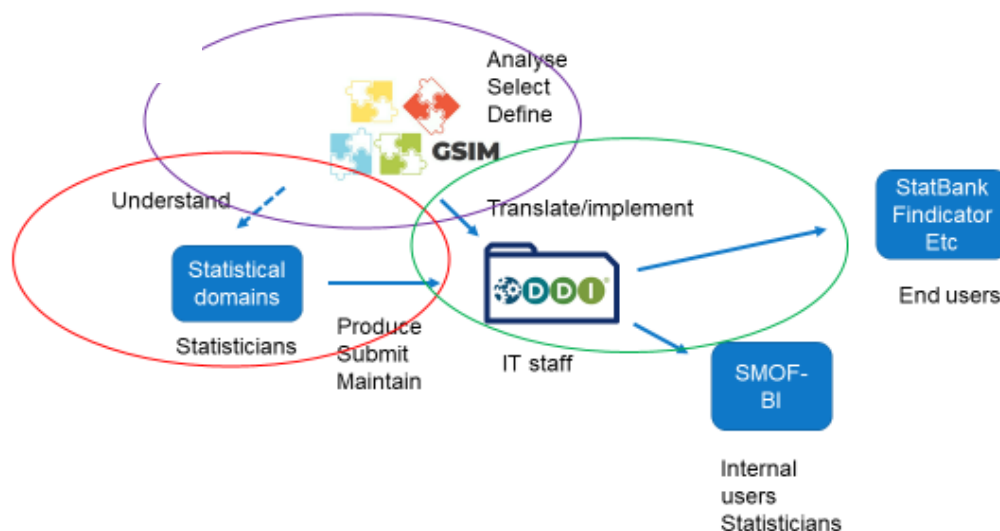 Analyse
Select
Define
GSIM
Understand
Translate/implement
StatBank
Findicator
Etc
Statistical
domains
DDI
End users
Statisticians
Produce
Submit
Maintain
IT staff
SMOF-
BI
Internal
users
Statisticians